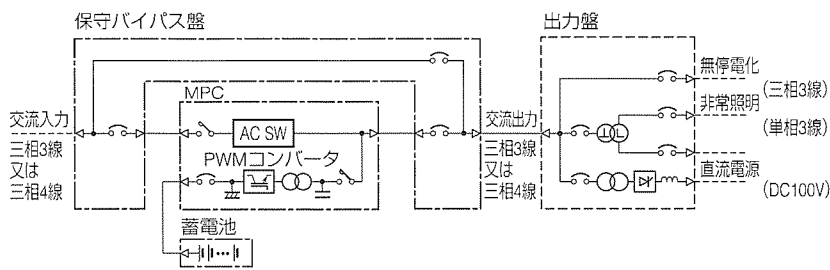 保守バイパス盤
出力盤
MPC
交流入力
三相3線
又は
三相4線
AC SW
PWMコンバータ
蓄電池
交流出力
三相3線
又は
三相4線
無停電化
(三相3線)
非常照明
(単相3線)
直流電源
(DC100V)